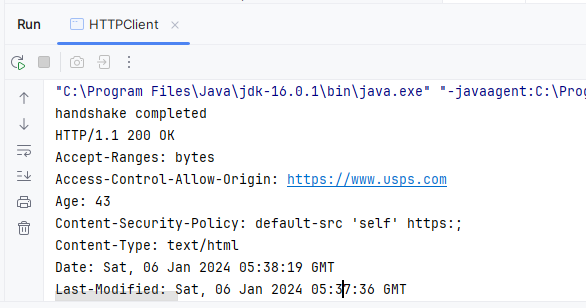 Run HTTPClient
"C:\Program Files\Java\jdk-16.0.1\bin\java.exe" "-javaagent:C:\Prog
handshake completed
HTTP/1.1 200 OK
Accept-Ranges: bytes
Access-Control-Allow-Origin: https://www.usps.com
Age: 43
Content-Security-Policy: default-src 'self' https:;
Content-Type: text/html
Date: Sat, 06 Jan 2024 05:38:19 GMT
Last-Modified: Sat, 06 Jan 2024 05:37:36 GMT